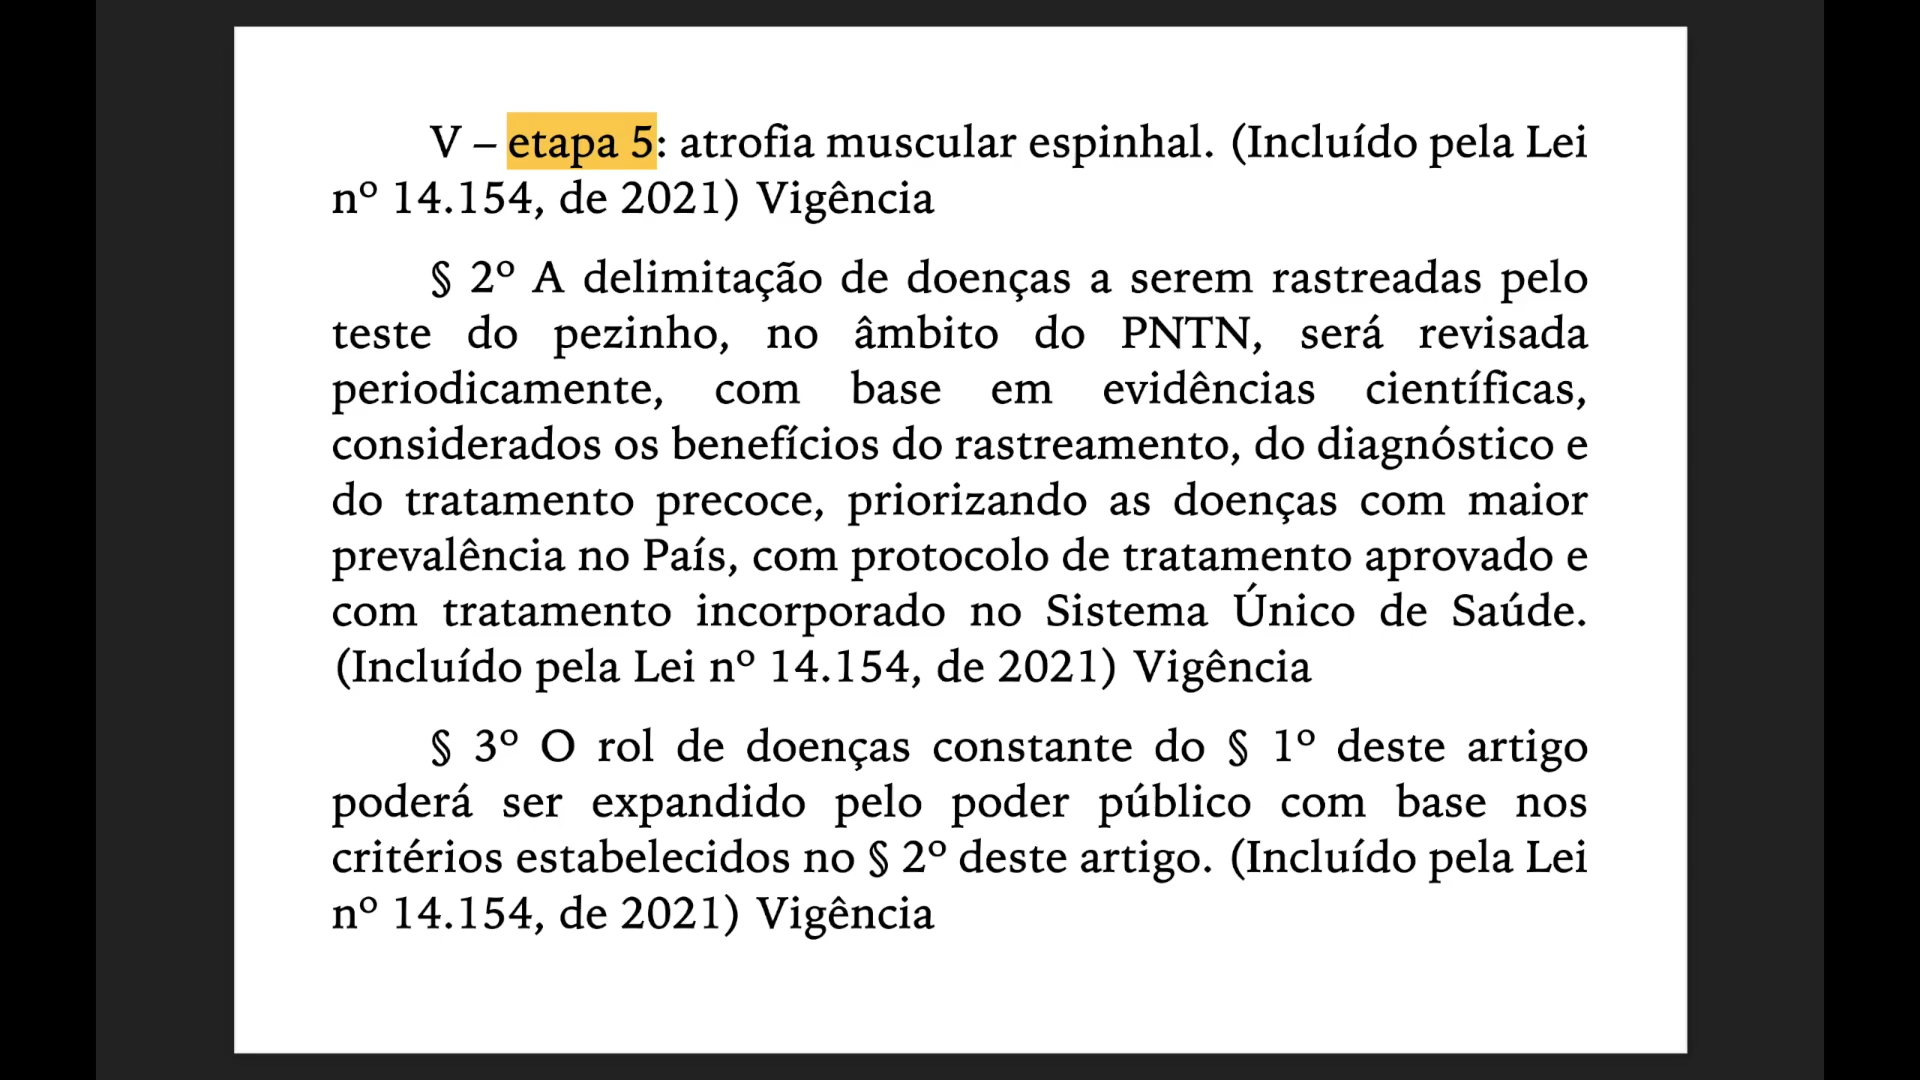 V – etapa 5: atrofia muscular espinhal. (Incluído pela Lei
nº 14.154, de 2021) Vigência
§ 2º A delimitação de doenças a serem rastreadas pelo
teste do pezinho, no âmbito do PNTN, será revisada
periodicamente, com base em evidências científicas,
considerados os benefícios do rastreamento, do diagnóstico e
do tratamento precoce, priorizando as doenças com maior
prevalência no País, com protocolo de tratamento aprovado e
com tratamento incorporado no Sistema Único de Saúde.
(Incluído pela Lei nº 14.154, de 2021) Vigência
§ 3º O rol de doenças constante do § 1º deste artigo
poderá ser expandido pelo poder público com base nos
critérios estabelecidos no § 2º deste artigo. (Incluído pela Lei
nº 14.154, de 2021) Vigência